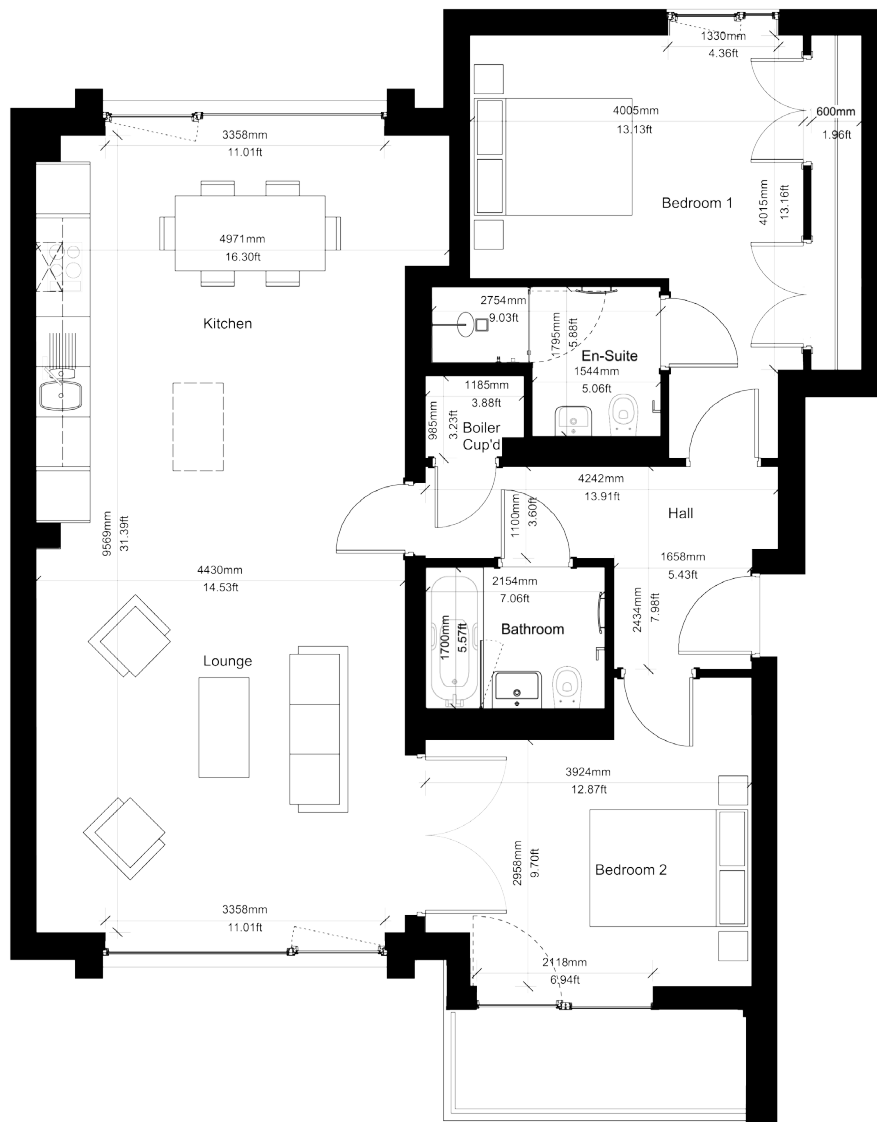 1330mm
4.36ft
4005mm
13.13ft
600mm
1.96ft
3358mm
11.01ft
Bedroom 1
4015mm
13.16ft
4971mm
16.30ft
Kitchen
2754mm
9.03ft
1795mm
5.88ft
En-Suite
1544mm
5.06ft
1185mm
3.88ft
985mm
3.23ft
Boiler
Cup'd
4242mm
13.91ft
Hall
1100mm
3.60ft
9569mm
31.39ft
4430mm
14.53ft
1658mm
5.43ft
2154mm
7.06ft
2434mm
7.98ft
Bathroom
1700mm
5.57ft
Lounge
3924mm
12.87ft
2958mm
9.70ft
Bedroom 2
3358mm
11.01ft
2118mm
6.94ft